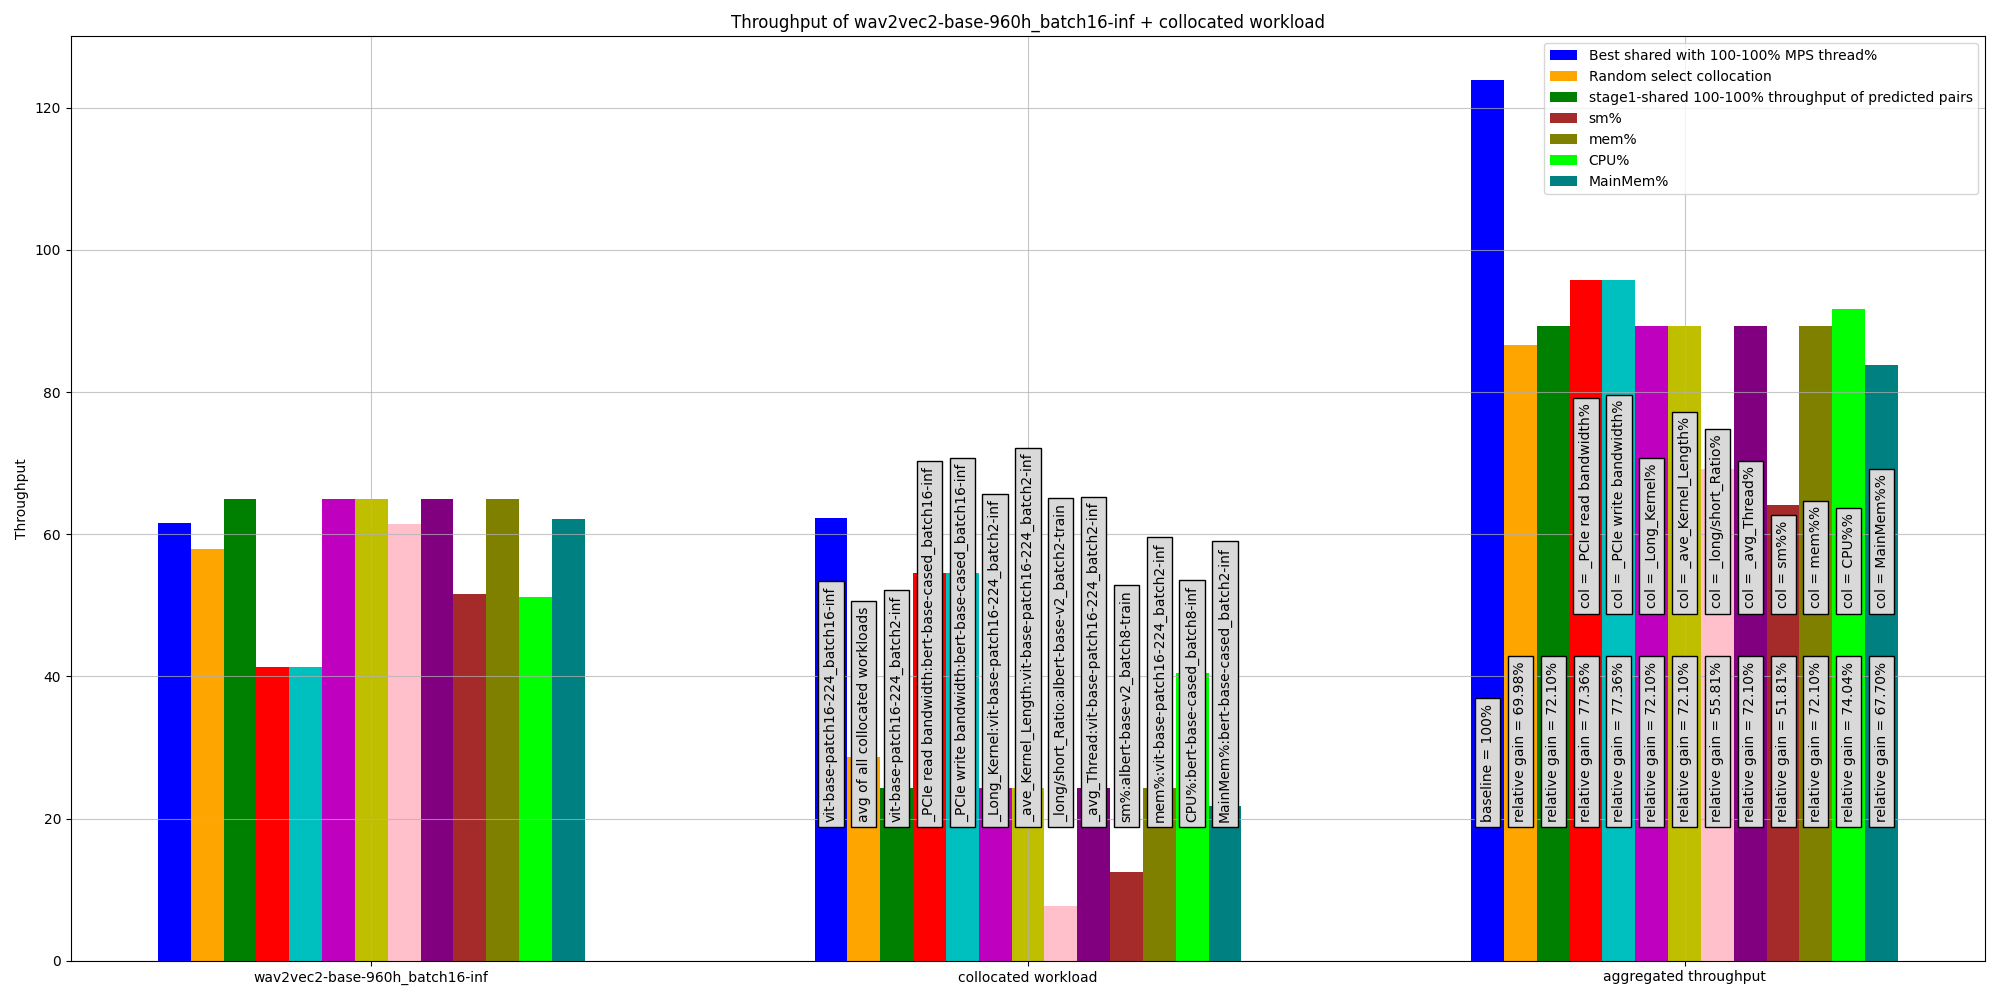 Throughput of wav2vec2-base-960h_batch16-inf + collocated workload
Best shared with 100-100% MPS thread%
Random select collocation
stage1-shared 100-100% throughput of predicted pairs
sm%
mem%
CPU%
MainMem%
Throughput
120
100
80
60
40
20
0
vit-base-patch16-224_batch16-inf
avg of all collocated workloads
vit-base-patch16-224_batch2-inf
_PCIe read bandwidth:bert-base-cased_batch16-inf
_PCIe write bandwidth:bert-base-cased_batch16-inf
_Long_Kernel:vit-base-patch16-224_batch2-inf
_ave_Kernel_Length:vit-base-patch16-224_batch2-inf
_long/short_Ratio:albert-base-v2_batch2-train
_avg_Thread:vit-base-patch16-224_batch2-inf
sm%:albert-base-v2_batch8-train
mem%:vit-base-patch16-224_batch2-inf
CPU%:bert-base-cased_batch8-inf
MainMem%:bert-base-cased_batch2-inf
col = _PCIe read bandwidth%
col = _PCIe write bandwidth%
col = _Long_Kernel%
col = _ave_Kernel_Length%
col = _long/short_Ratio%
col = _avg_Thread%
col = sm%%
col = mem%%
col = CPU%%
col = MainMem%%
baseline = 100%
relative gain = 69.98%
relative gain = 72.10%
relative gain = 77.36%
relative gain = 77.36%
relative gain = 72.10%
relative gain = 72.10%
relative gain = 55.81%
relative gain = 72.10%
relative gain = 51.81%
relative gain = 72.10%
relative gain = 74.04%
relative gain = 67.70%
wav2vec2-base-960h_batch16-inf
collocated workload
aggregated throughput